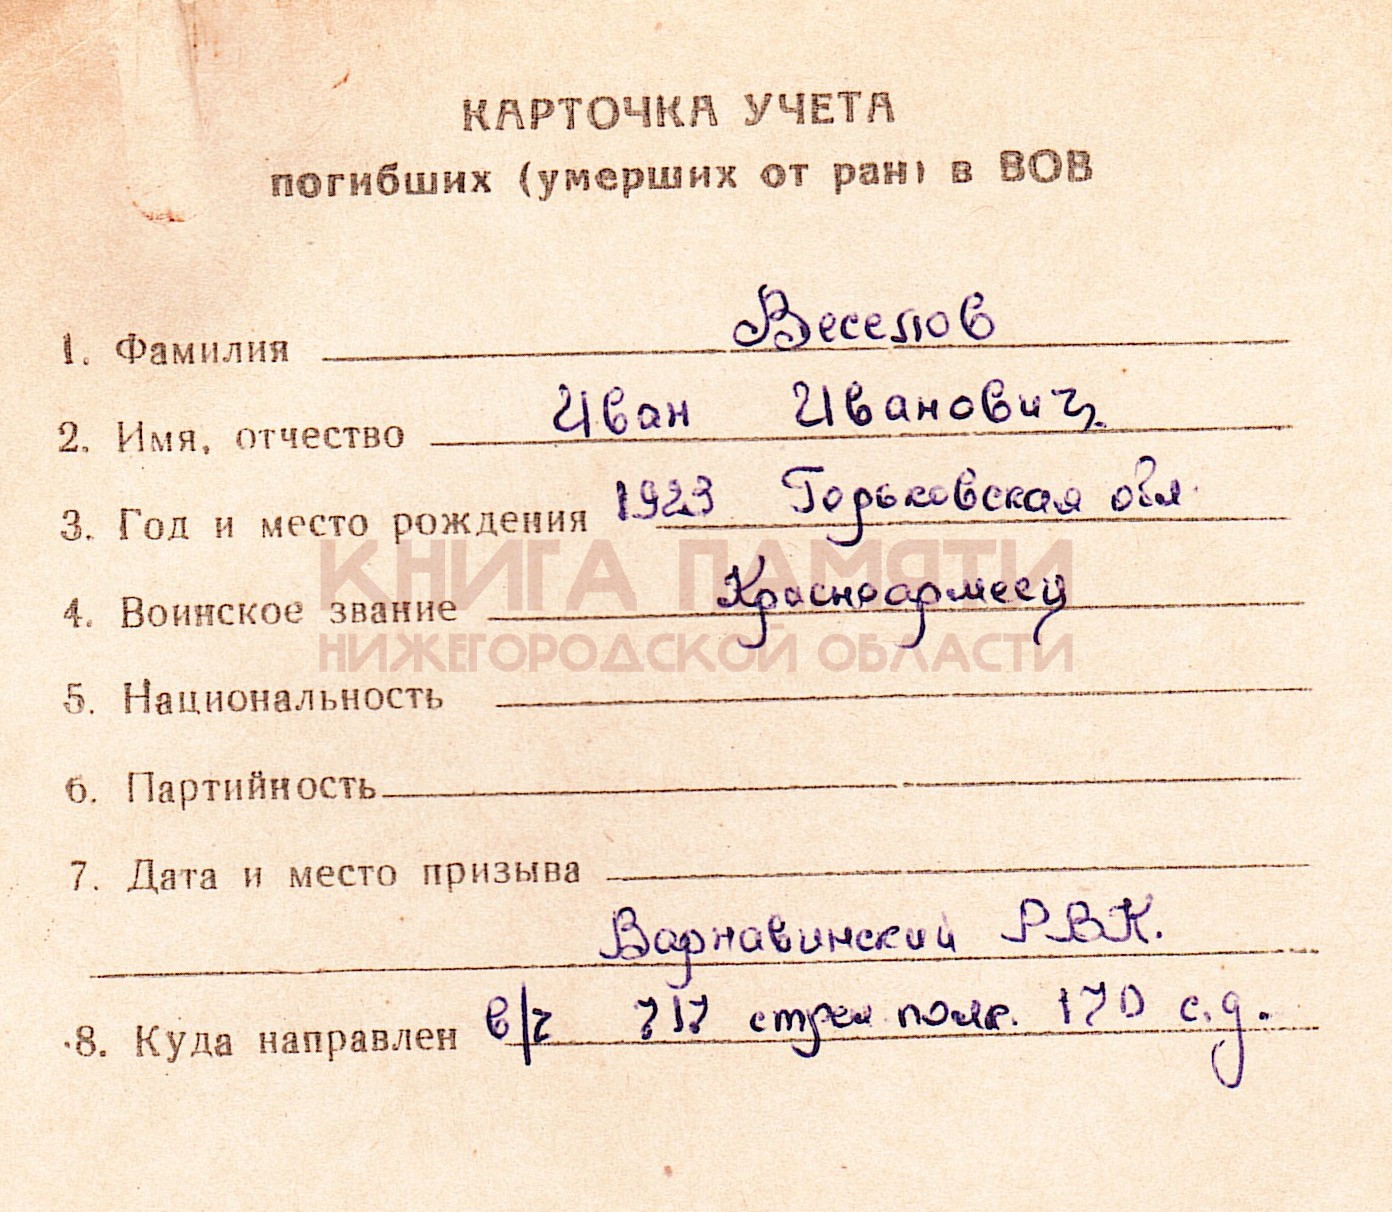 КАРТОЧКА УЧЕТА
погибших (умерших от ран) в ВОВ
1. Фамилия Веселов
2. Имя, отчество Иван Иванович
3. Год и место рождения 1923 Горьковская обл.
КНИГА ПАМЯТИ
4. Воинское звание Красноармеец
НИЖЕГОРОДСКОЙ ОБЛАСТИ
5. Национальность
6. Партийность
7. Дата и место призыва
Варнавинский РВК.
8. Куда направлен в/ч 717 стрел. полк. 170 с.д.